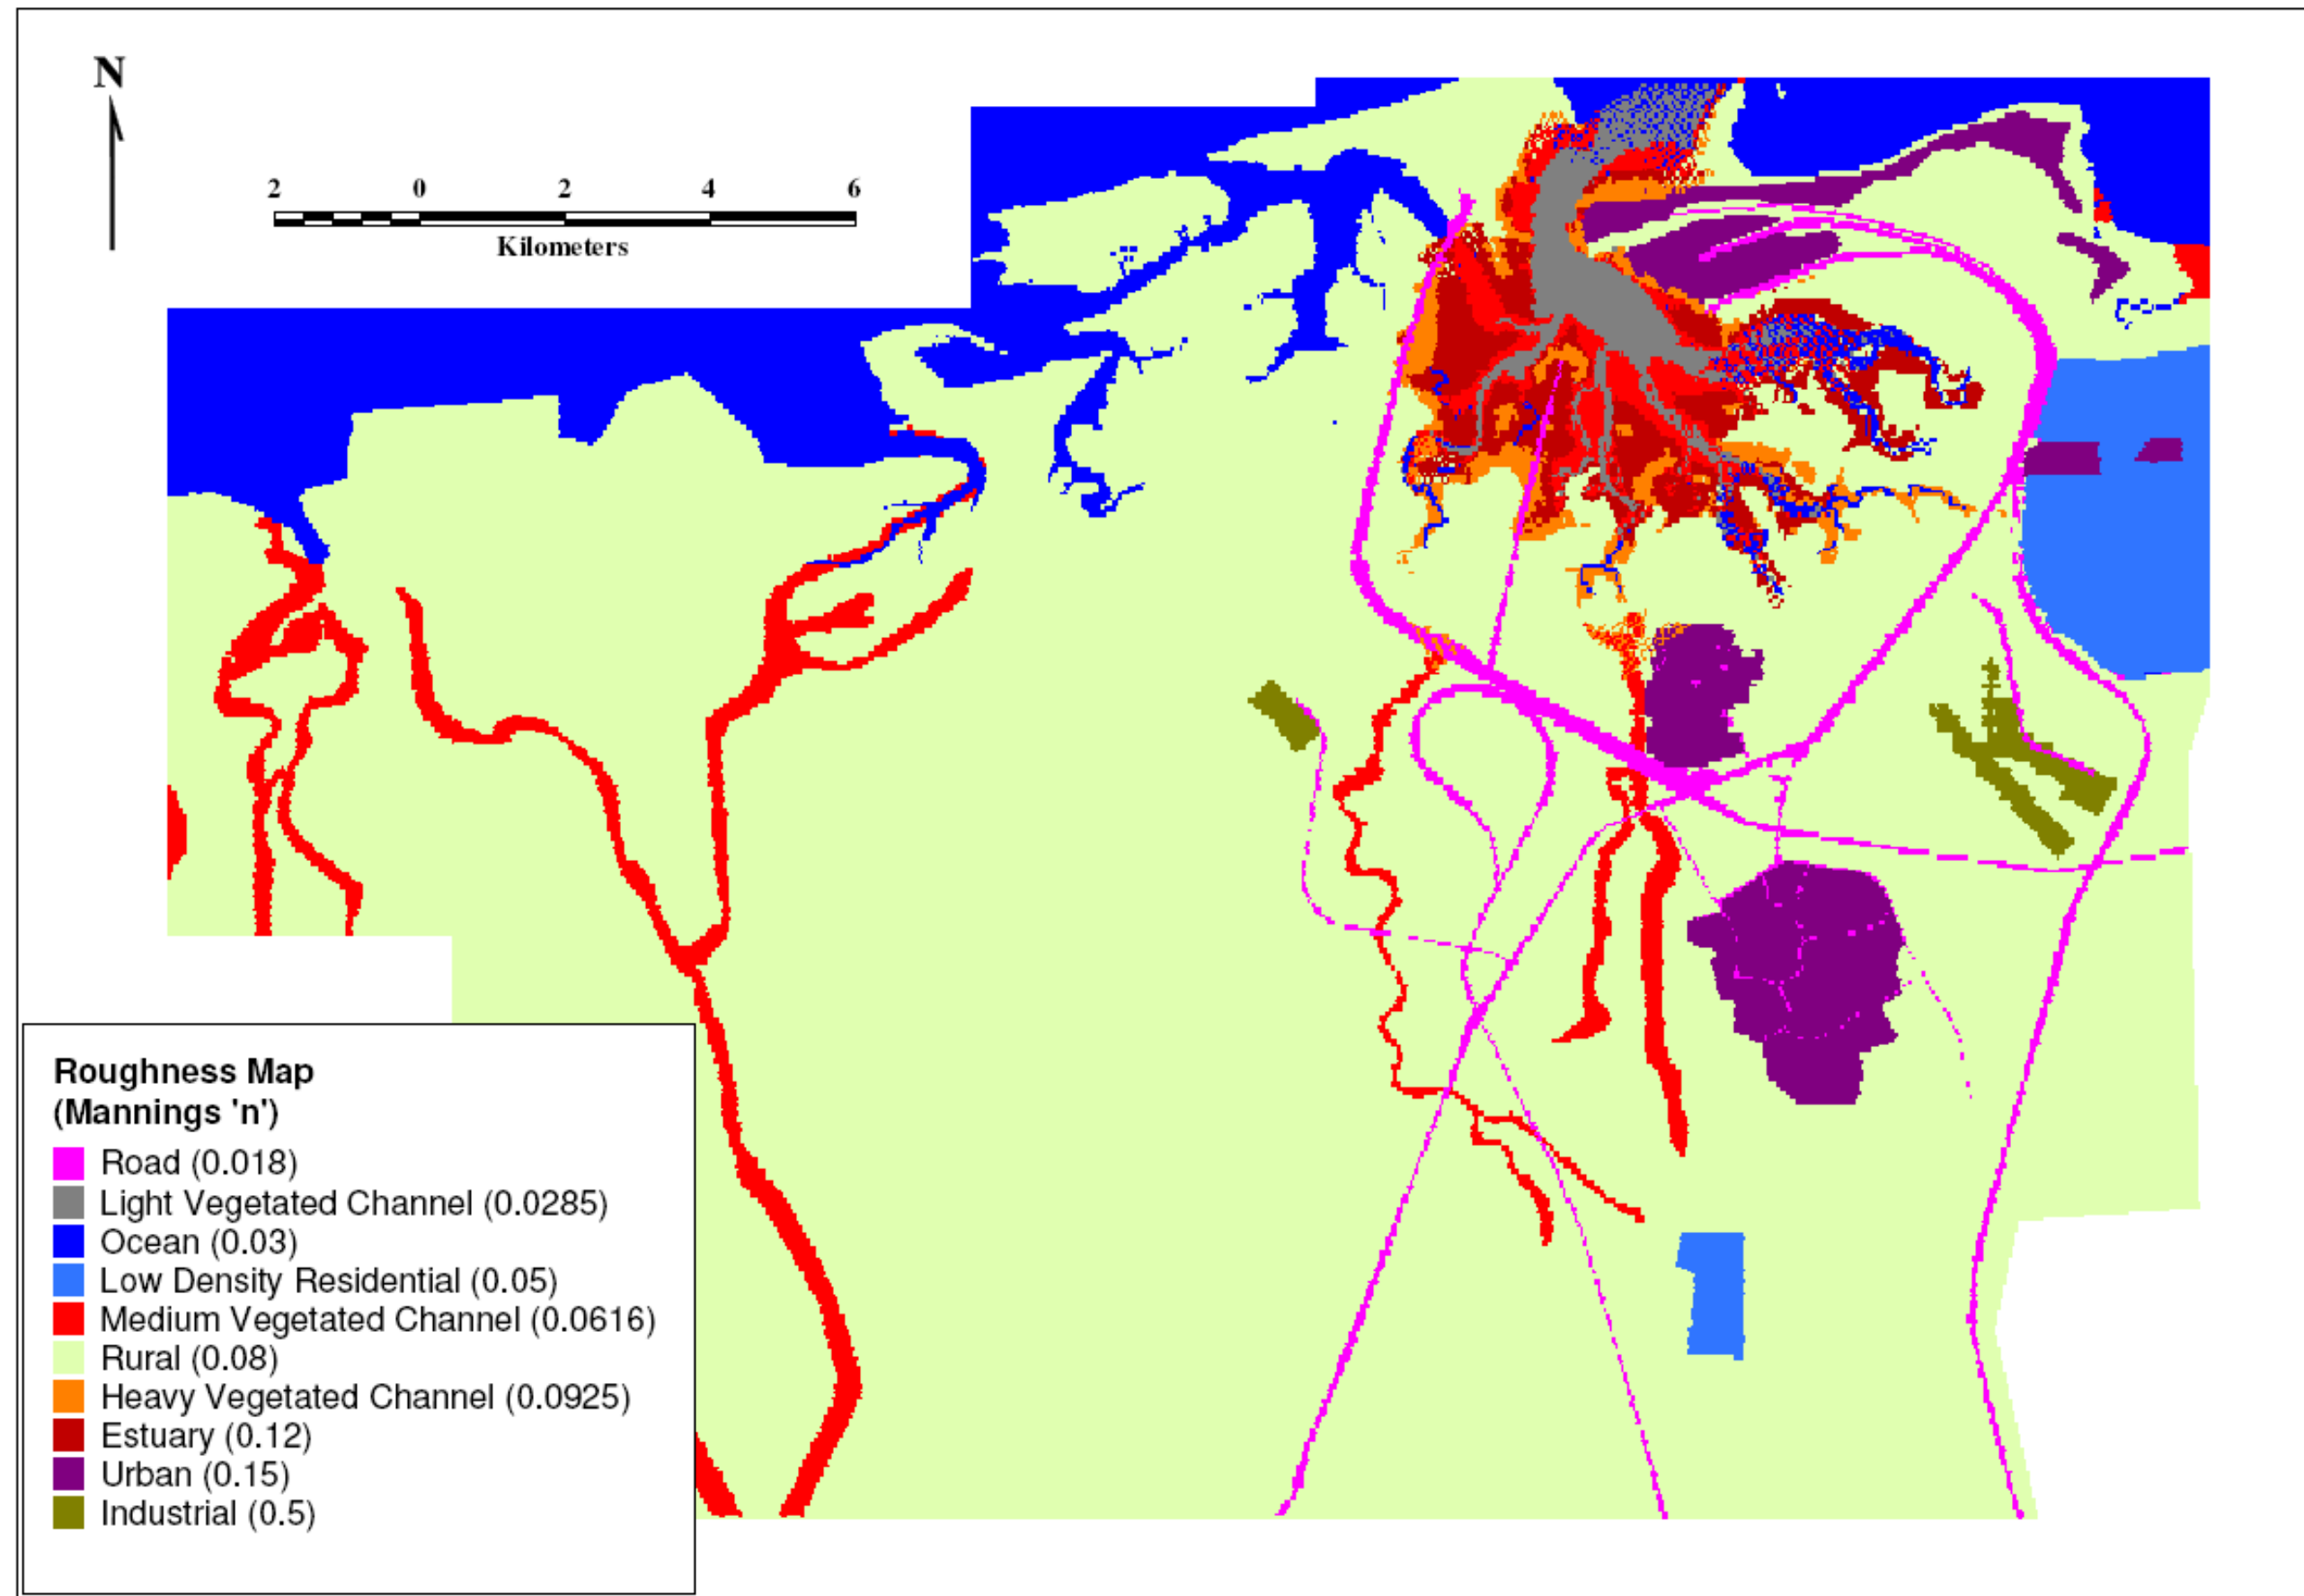 N
2 0 2 4 6
Kilometers
Roughness Map
(Mannings 'n')
Road (0.018)
Light Vegetated Channel (0.0285)
Ocean (0.03)
Low Density Residential (0.05)
Medium Vegetated Channel (0.0616)
Rural (0.08)
Heavy Vegetated Channel (0.0925)
Estuary (0.12)
Urban (0.15)
Industrial (0.5)